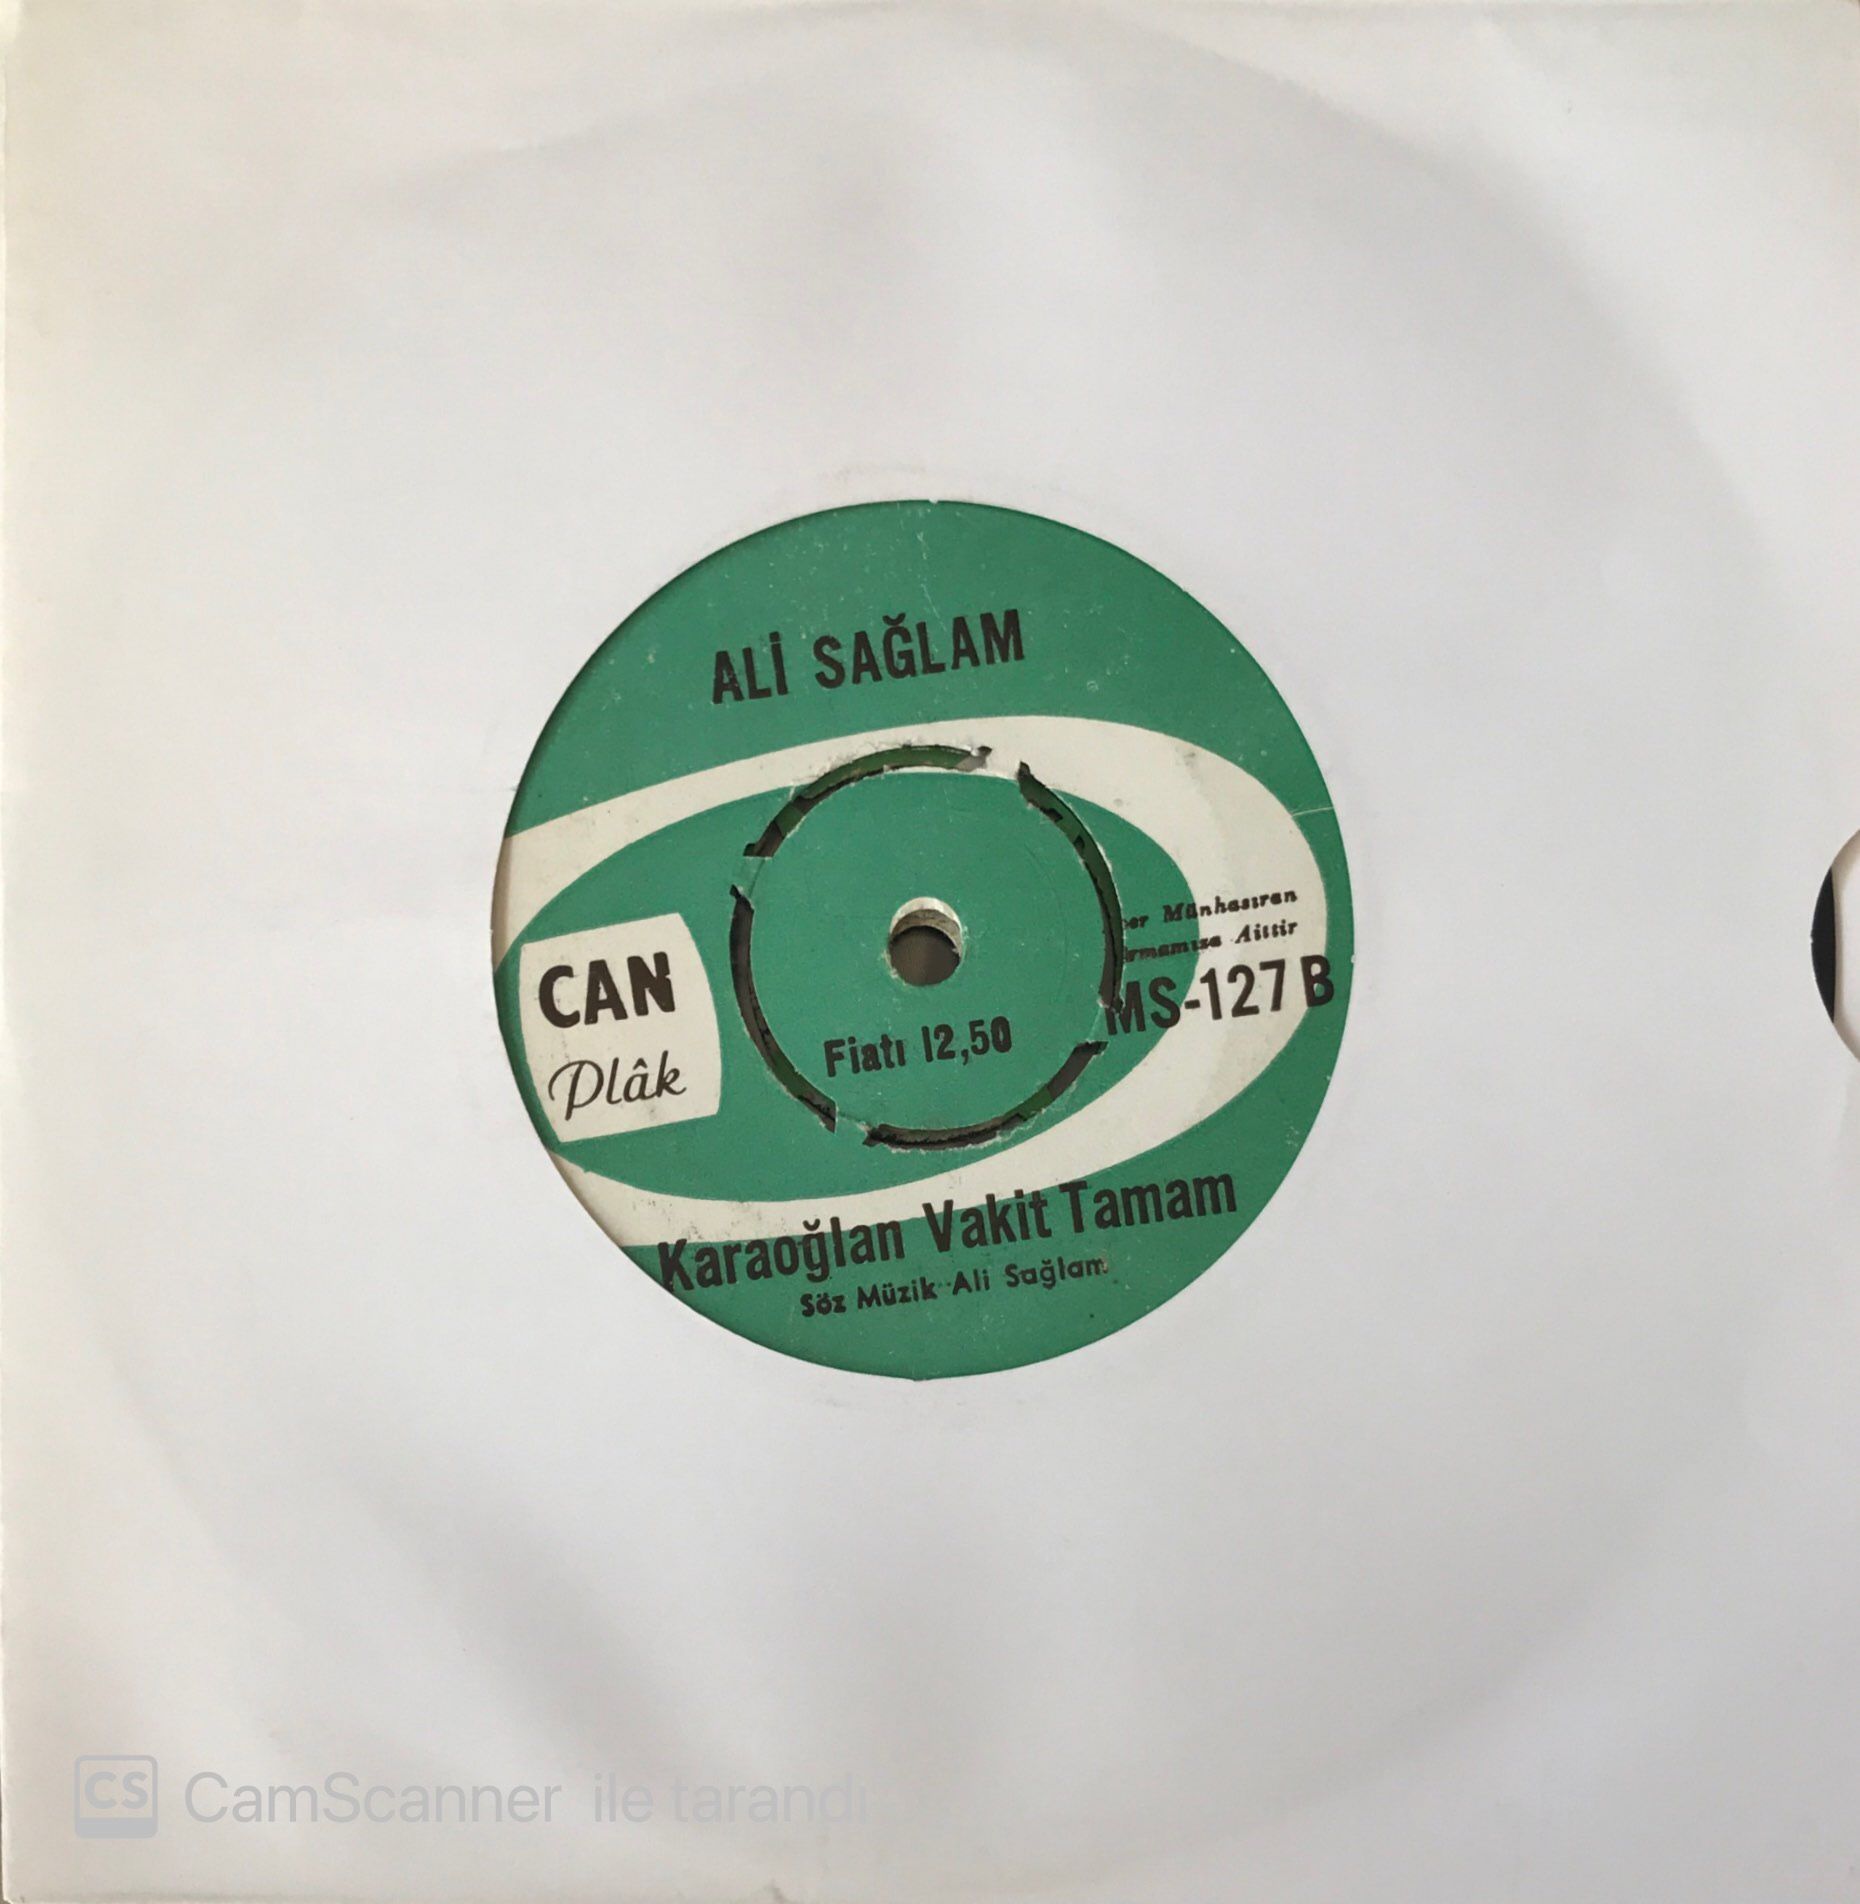 ALİ SAĞLAM
Münhasıran
Aittir
CAN
Plâk
MS-127 B
Fiatı 12,50
Karaoğlan Vakit Tamam
Söz Müzik Ali Sağlam
CS CamScanner ile tarandı